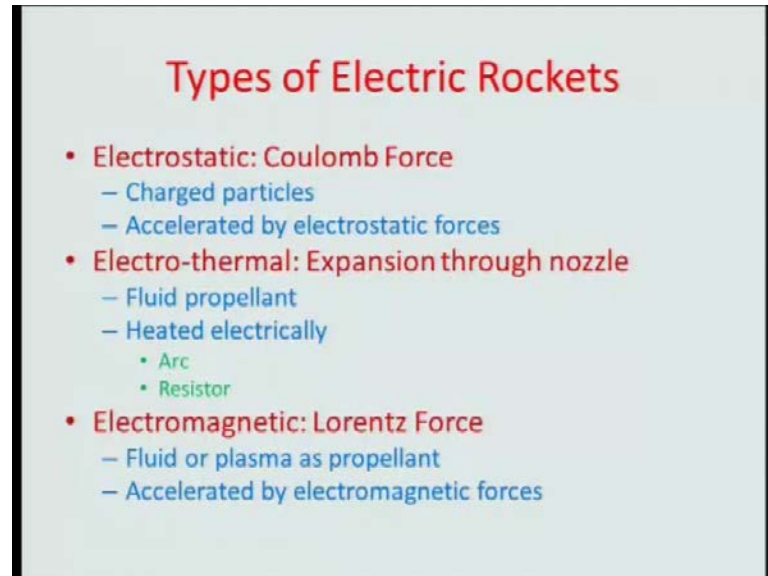 Types of Electric Rockets
• Electrostatic: Coulomb Force
– Charged particles
– Accelerated by electrostatic forces
• Electro-thermal: Expansion through nozzle
– Fluid propellant
– Heated electrically
• Arc
• Resistor
• Electromagnetic: Lorentz Force
– Fluid or plasma as propellant
– Accelerated by electromagnetic forces